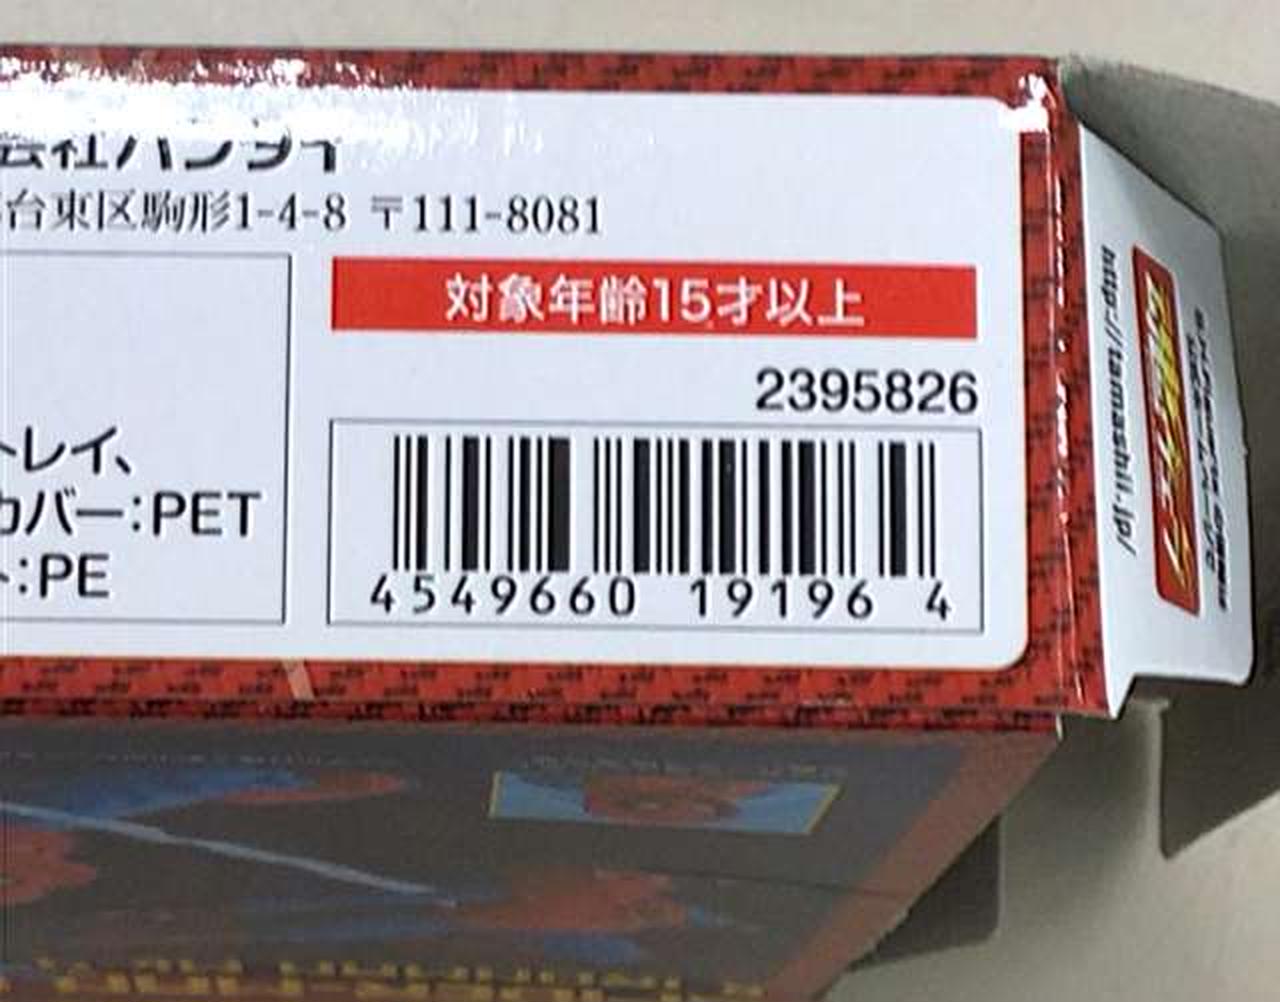 会社バンダイ
台東区駒形1-4-8 〒111-8081
対象年齢15才以上
2395826
トレイ、
カバー:PET
:PE
4549660 19196 4
http://tamashii.jp/